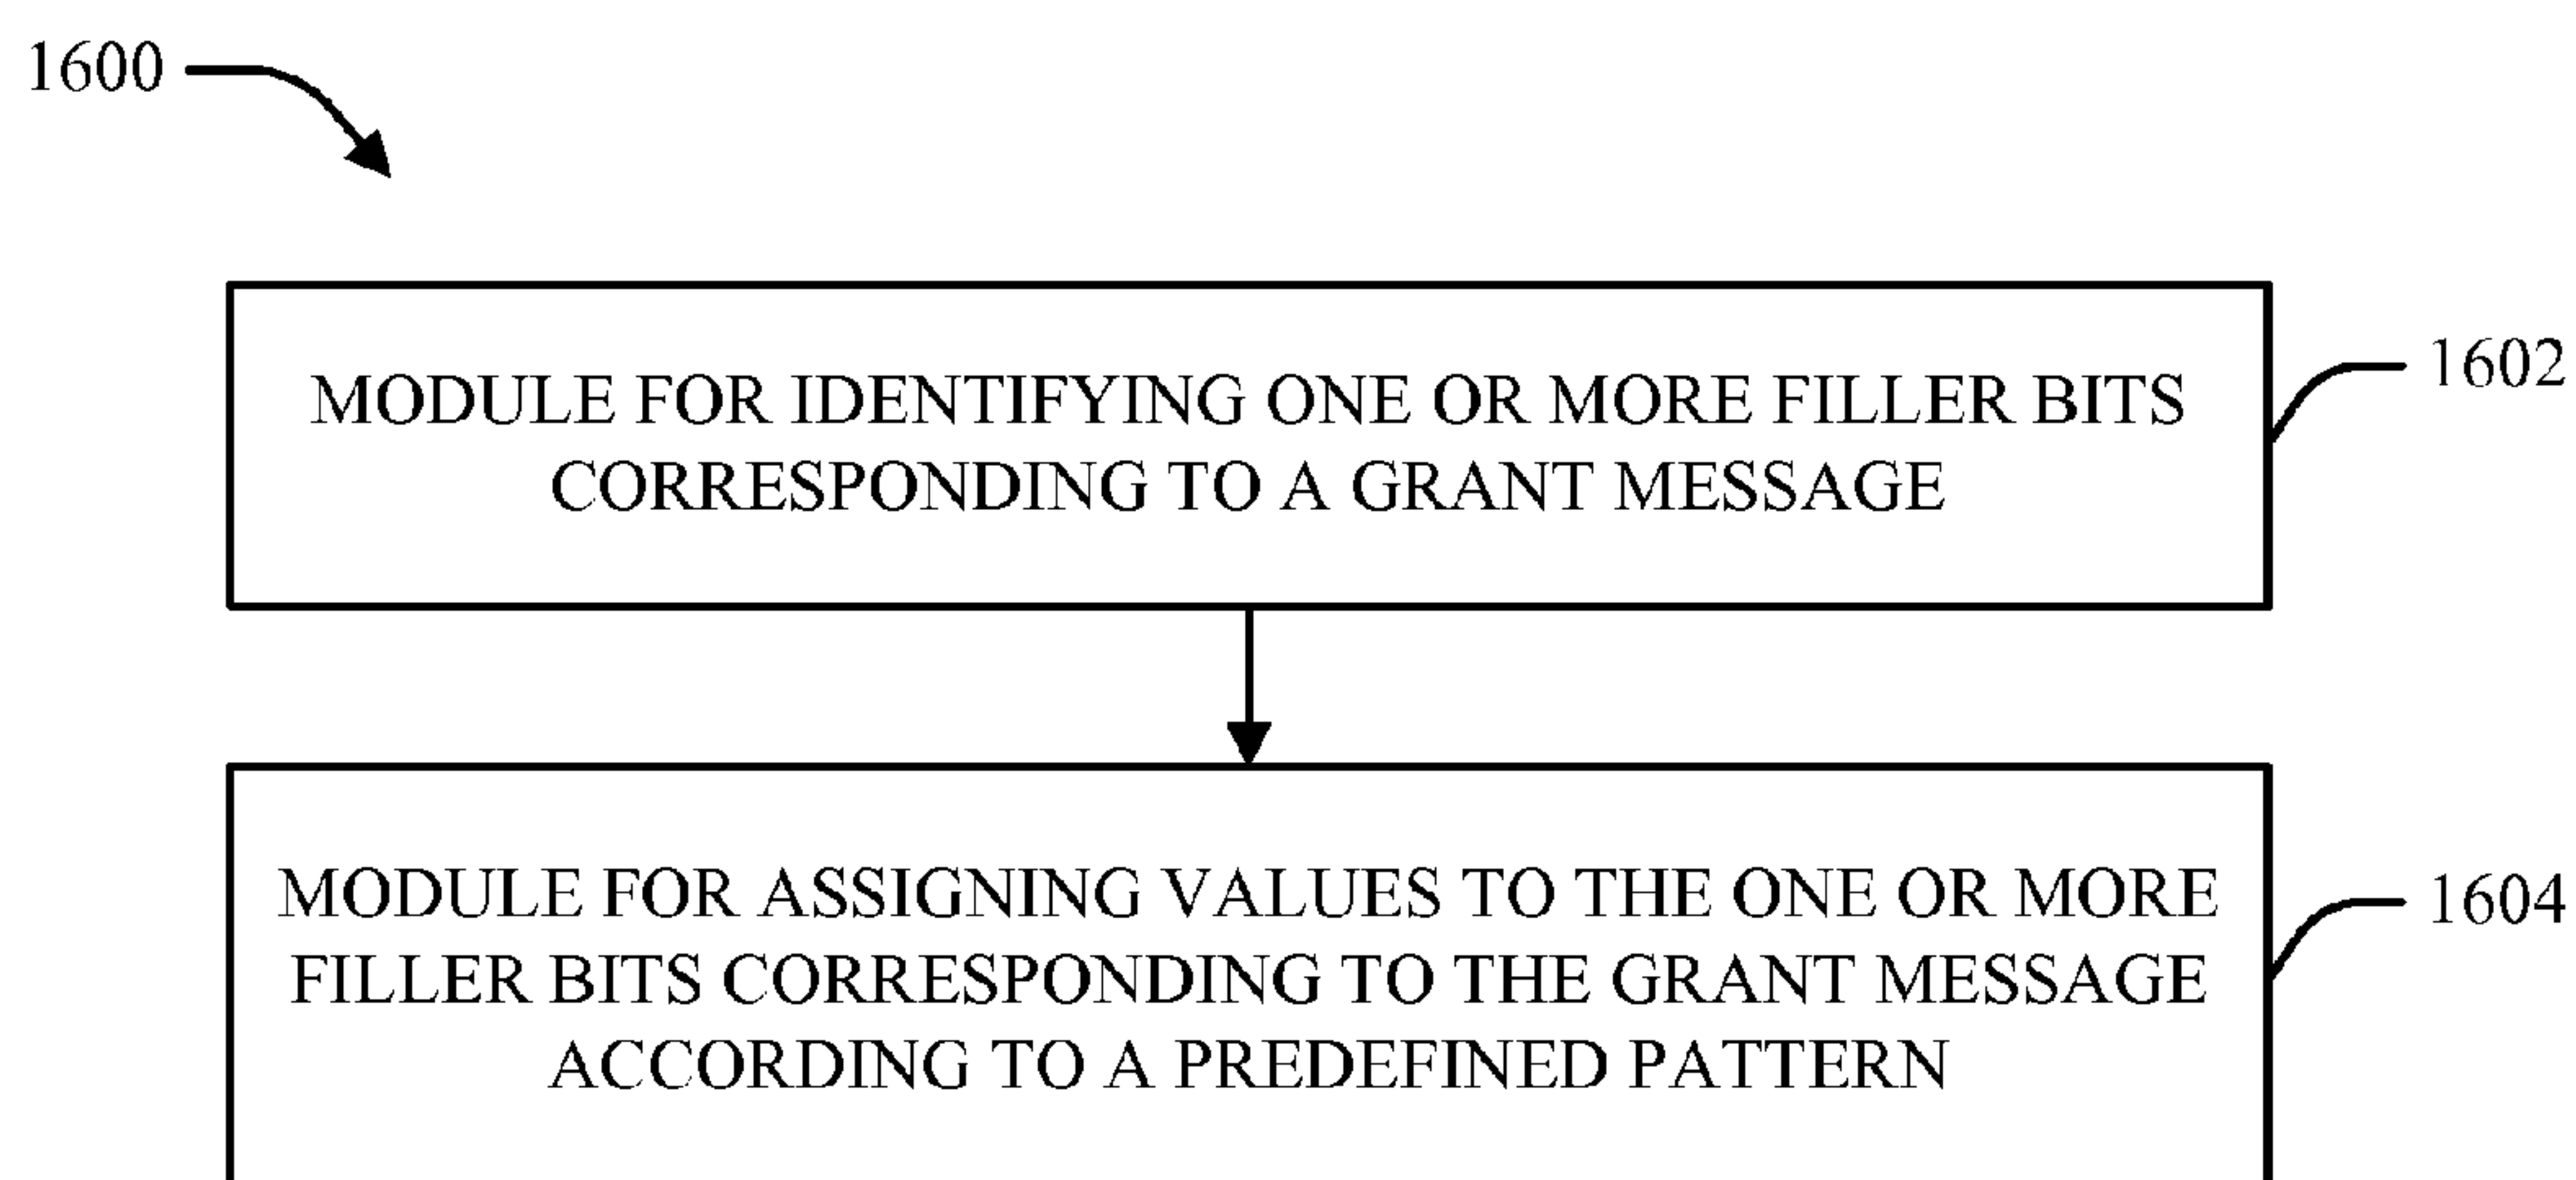 1600
MODULE FOR IDENTIFYING ONE OR MORE FILLER BITS
CORRESPONDING TO A GRANT MESSAGE
1602
MODULE FOR ASSIGNING VALUES TO THE ONE OR MORE
FILLER BITS CORRESPONDING TO THE GRANT MESSAGE
ACCORDING TO A PREDEFINED PATTERN
1604